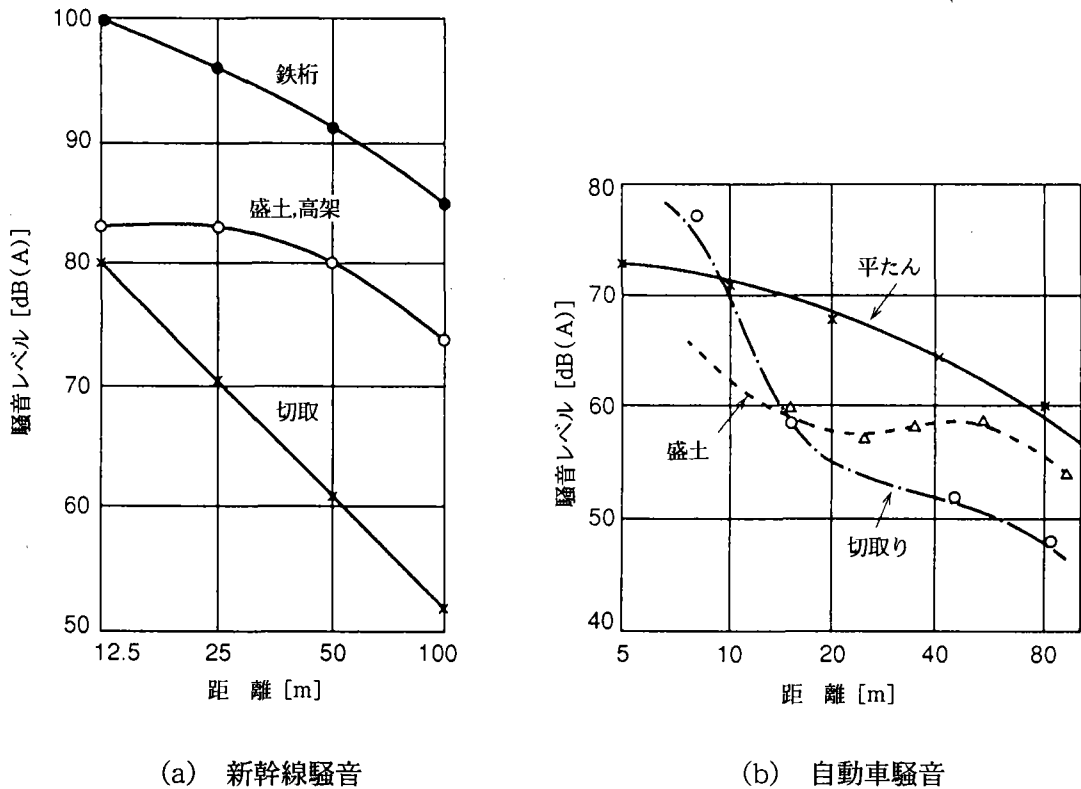 100
90
80
70
60
50
12.5
25
50
100
騒音レベル [dB(A)]
距 離 [m]
鉄桁
盛土,高架
切取
(a) 新幹線騒音
80
70
60
50
40
5
10
20
40
80
騒音レベル [dB(A)]
距 離 [m]
平たん
盛土
切取り
(b) 自動車騒音